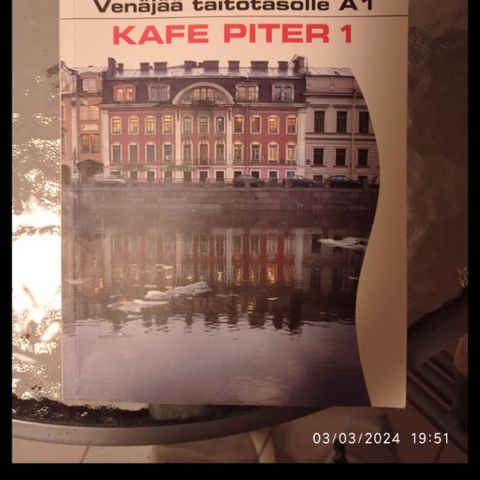 Venäjää taitotasolle A1
KAFE PITER 1
03/03/2024 19:51